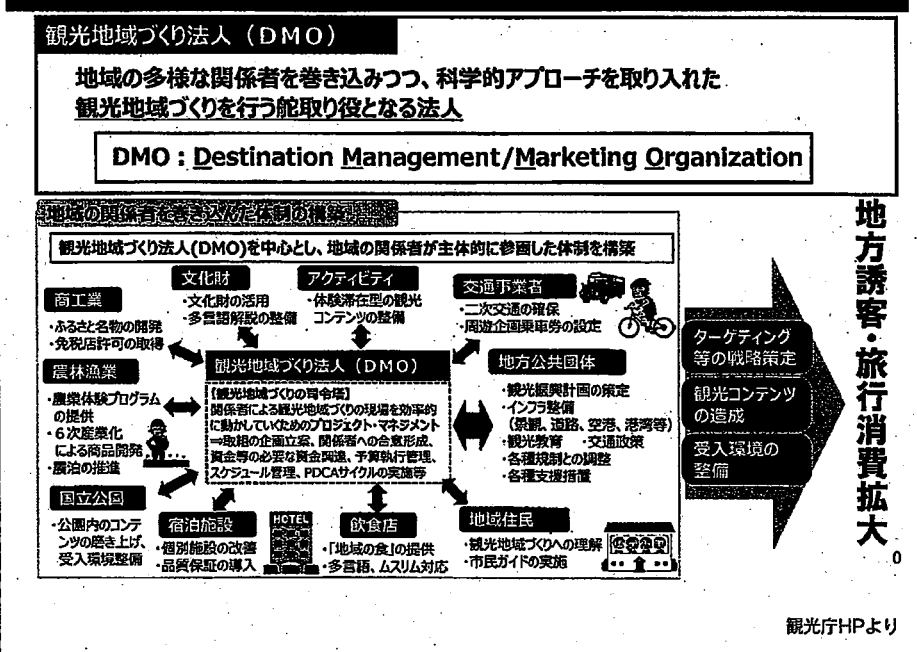 観光地域づくり法人(DMO)
地域の多様な関係者を巻き込みつつ、科学的アプローチを取り入れた
観光地域づくりを行う舵取り役となる法人
DMO：Destination Management/Marketing Organization
地域の関係者を巻き込んだ体制の構築
観光地域づくり法人(DMO)を中心とし、地域の関係者が主体的に参画した体制を構築
商工業
・ふるさと名物の開発
・免税店許可の取得
文化財
・文化財の活用
・多言語解説の整備
アクティビティ
・体験滞在型の観光
コンテンツの整備
交通事業者
・二次交通の確保
・周遊企画乗車券の設定
農林漁業
・農業体験プログラム
の提供
・6次産業化
による商品開発
・農泊の推進
観光地域づくり法人(DMO)
【観光地域づくりの司令塔】
関係者による観光地域づくりの現場を効率的
に動かしていくためのプロジェクト・マネジメント
⇒取組の企画立案、関係者への合意形成、
資金等の必要な資金調達、予算執行管理、
スケジュール管理、PDCAサイクルの実施等
地方公共団体
・観光振興計画の策定
・インフラ整備
(景観、道路、空港、港湾等)
・観光教育 ・交通政策
・各種規制との調整
・各種支援措置
国立公園
・公園内のコンテ
ンツの磨き上げ、
受入環境整備
宿泊施設
・個別施設の改善
・品質保証の導入
HOTEL
飲食店
・「地域の食」の提供
・多言語、ムスリム対応
地域住民
・観光地域づくりへの理解
・市民ガイドの実施
ターゲティング
等の戦略策定
観光コンテンツ
の造成
受入環境の
整備
地方誘客・旅行消費拡大
0
観光庁HPより